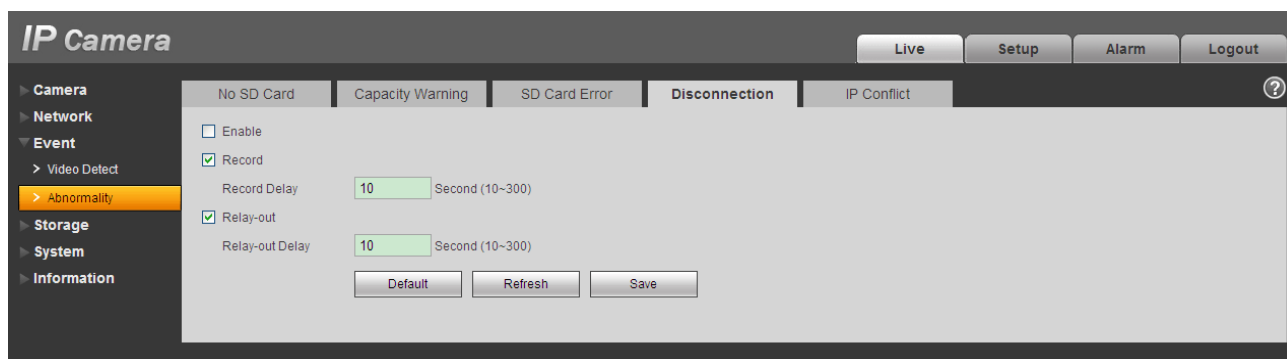 IP Camera
Live Setup Alarm Logout
Camera
Network
Event
> Video Detect
> Abnormality
Storage
System
Information
No SD Card Capacity Warning SD Card Error Disconnection IP Conflict ?
Enable
Record
Record Delay 10 Second (10~300)
Relay-out
Relay-out Delay 10 Second (10~300)
Default Refresh Save